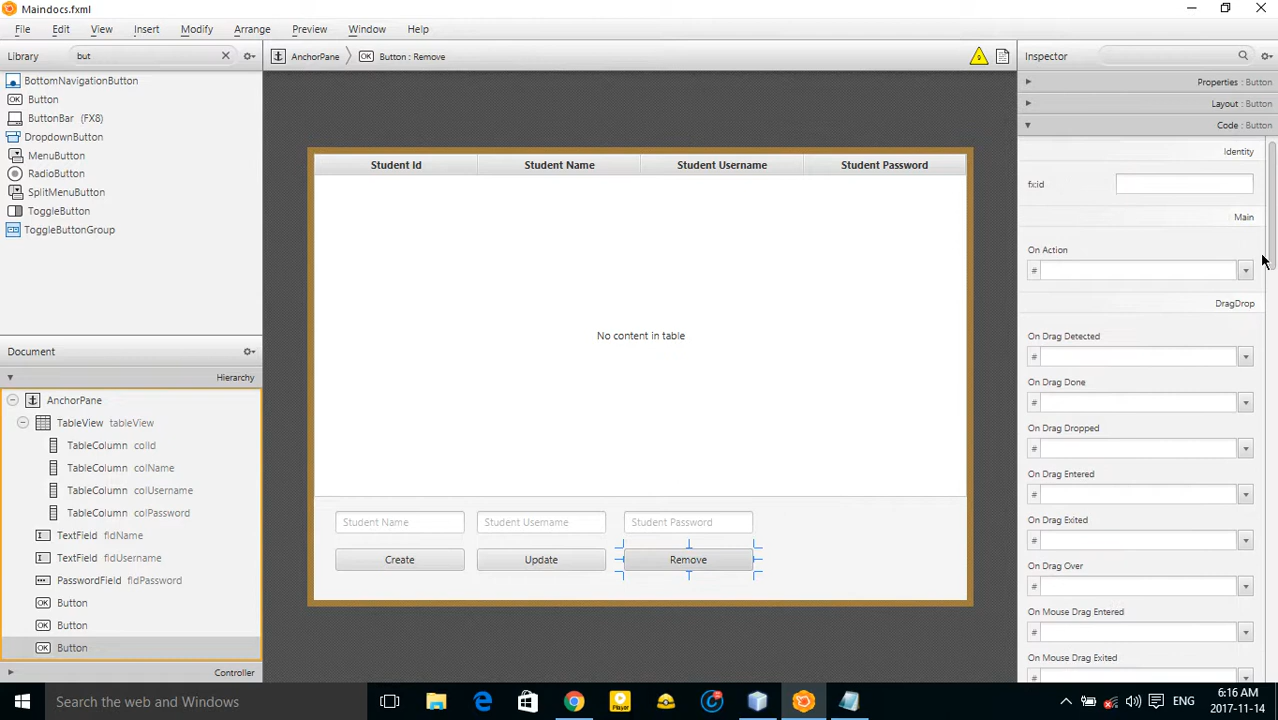 Maindocs.fxml
File Edit View Insert Modify Arrange Preview Window Help
Library but
AnchorPane Button : Remove
Inspector
BottomNavigationButton
Button
ButtonBar (FX8)
DropdownButton
MenuButton
RadioButton
SplitMenuButton
ToggleButton
ToggleButtonGroup
Document
Hierarchy
AnchorPane
TableView tableView
TableColumn colId
TableColumn colName
TableColumn colUsername
TableColumn colPassword
TextField fldName
TextField fldUsername
PasswordField fldPassword
Button
Button
Button
Controller
Student Id Student Name Student Username Student Password
No content in table
Student Name Student Username Student Password
Create Update Remove
Properties : Button
Layout : Button
Code : Button
Identity
fx:id
Main
On Action
#
DragDrop
On Drag Detected
#
On Drag Done
#
On Drag Dropped
#
On Drag Entered
#
On Drag Exited
#
On Drag Over
#
On Mouse Drag Entered
#
On Mouse Drag Exited
#
Search the web and Windows
Player
ENG
6:16 AM
2017-11-14